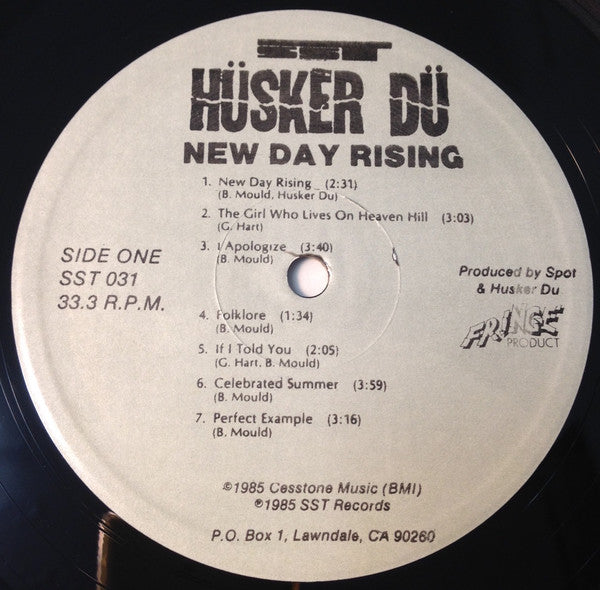 SST
HÜSKER DÜ
NEW DAY RISING
1. New Day Rising (2:31)
(B. Mould, Husker Du)
2. The Girl Who Lives On Heaven Hill (3:03)
(G. Hart)
3. I Apologize (3:40)
(B. Mould)
4. Folklore (1:34)
(B. Mould)
5. If I Told You (2:05)
(G. Hart, B. Mould)
6. Celebrated Summer (3:59)
(B. Mould)
7. Perfect Example (3:16)
(B. Mould)
SIDE ONE
SST 031
33.3 R.P.M.
Produced by Spot
& Husker Du
FRINGE
PRODUCT
©1985 Cesstone Music (BMI)
℗1985 SST Records
P.O. Box 1, Lawndale, CA 90260